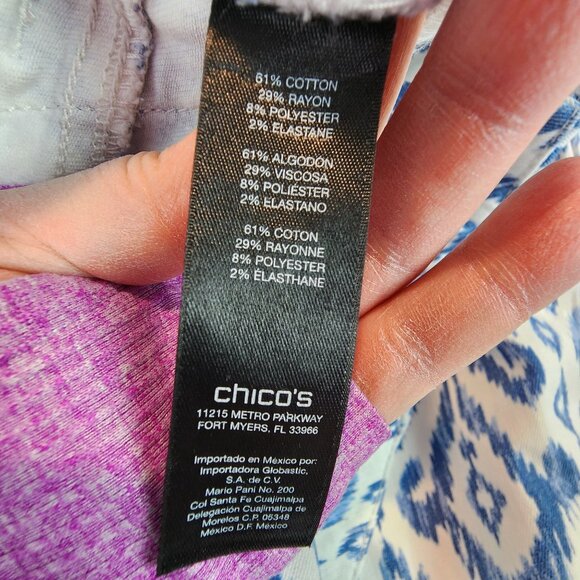 61% COTTON
29% RAYON
8% POLYESTER
2% ELASTANE
61% ALGODÓN
29% VISCOSA
8% POLIÉSTER
2% ELASTANO
61% COTON
29% RAYONNE
8% POLYESTER
2% ÉLASTHANE
chico's
11215 METRO PARKWAY
FORT MYERS, FL 33966
Importado en México por:
Importadora Globastic,
S.A. de C.V.
Mario Pani No. 200
Col Santa Fe Cuajimalpa
Delegación Cuajimalpa de
Morelos C.P. 05348
México D.F. México